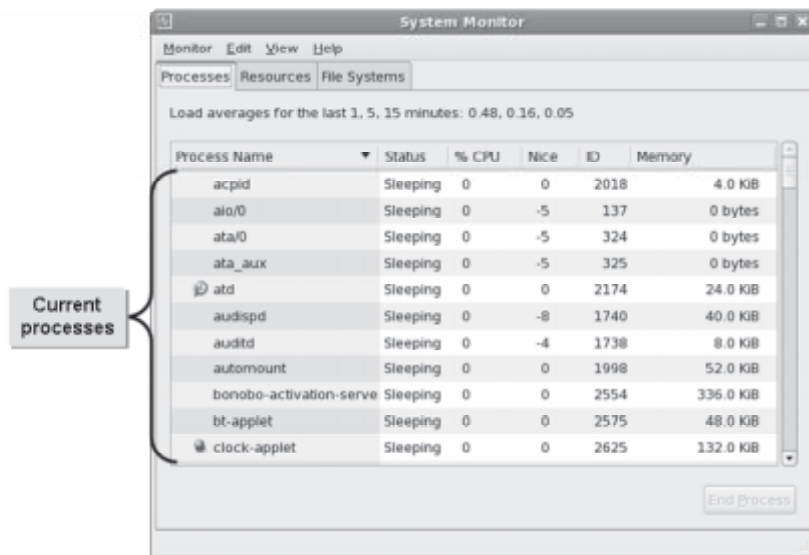 System Monitor
Monitor Edit View Help
Processes Resources File Systems
Load averages for the last 1, 5, 15 minutes: 0.48, 0.16, 0.05
Process Name Status % CPU Nice ID Memory
acpid Sleeping 0 0 2018 4.0 KiB
aio/0 Sleeping 0 -5 137 0 bytes
ata/0 Sleeping 0 -5 324 0 bytes
ata_aux Sleeping 0 -5 325 0 bytes
atd Sleeping 0 0 2174 24.0 KiB
audispd Sleeping 0 -8 1740 40.0 KiB
auditd Sleeping 0 -4 1738 8.0 KiB
automount Sleeping 0 0 1998 52.0 KiB
bonobo-activation-serve Sleeping 0 0 2554 336.0 KiB
bt-applet Sleeping 0 0 2575 48.0 KiB
clock-applet Sleeping 0 0 2625 132.0 KiB
Current
processes
End Process